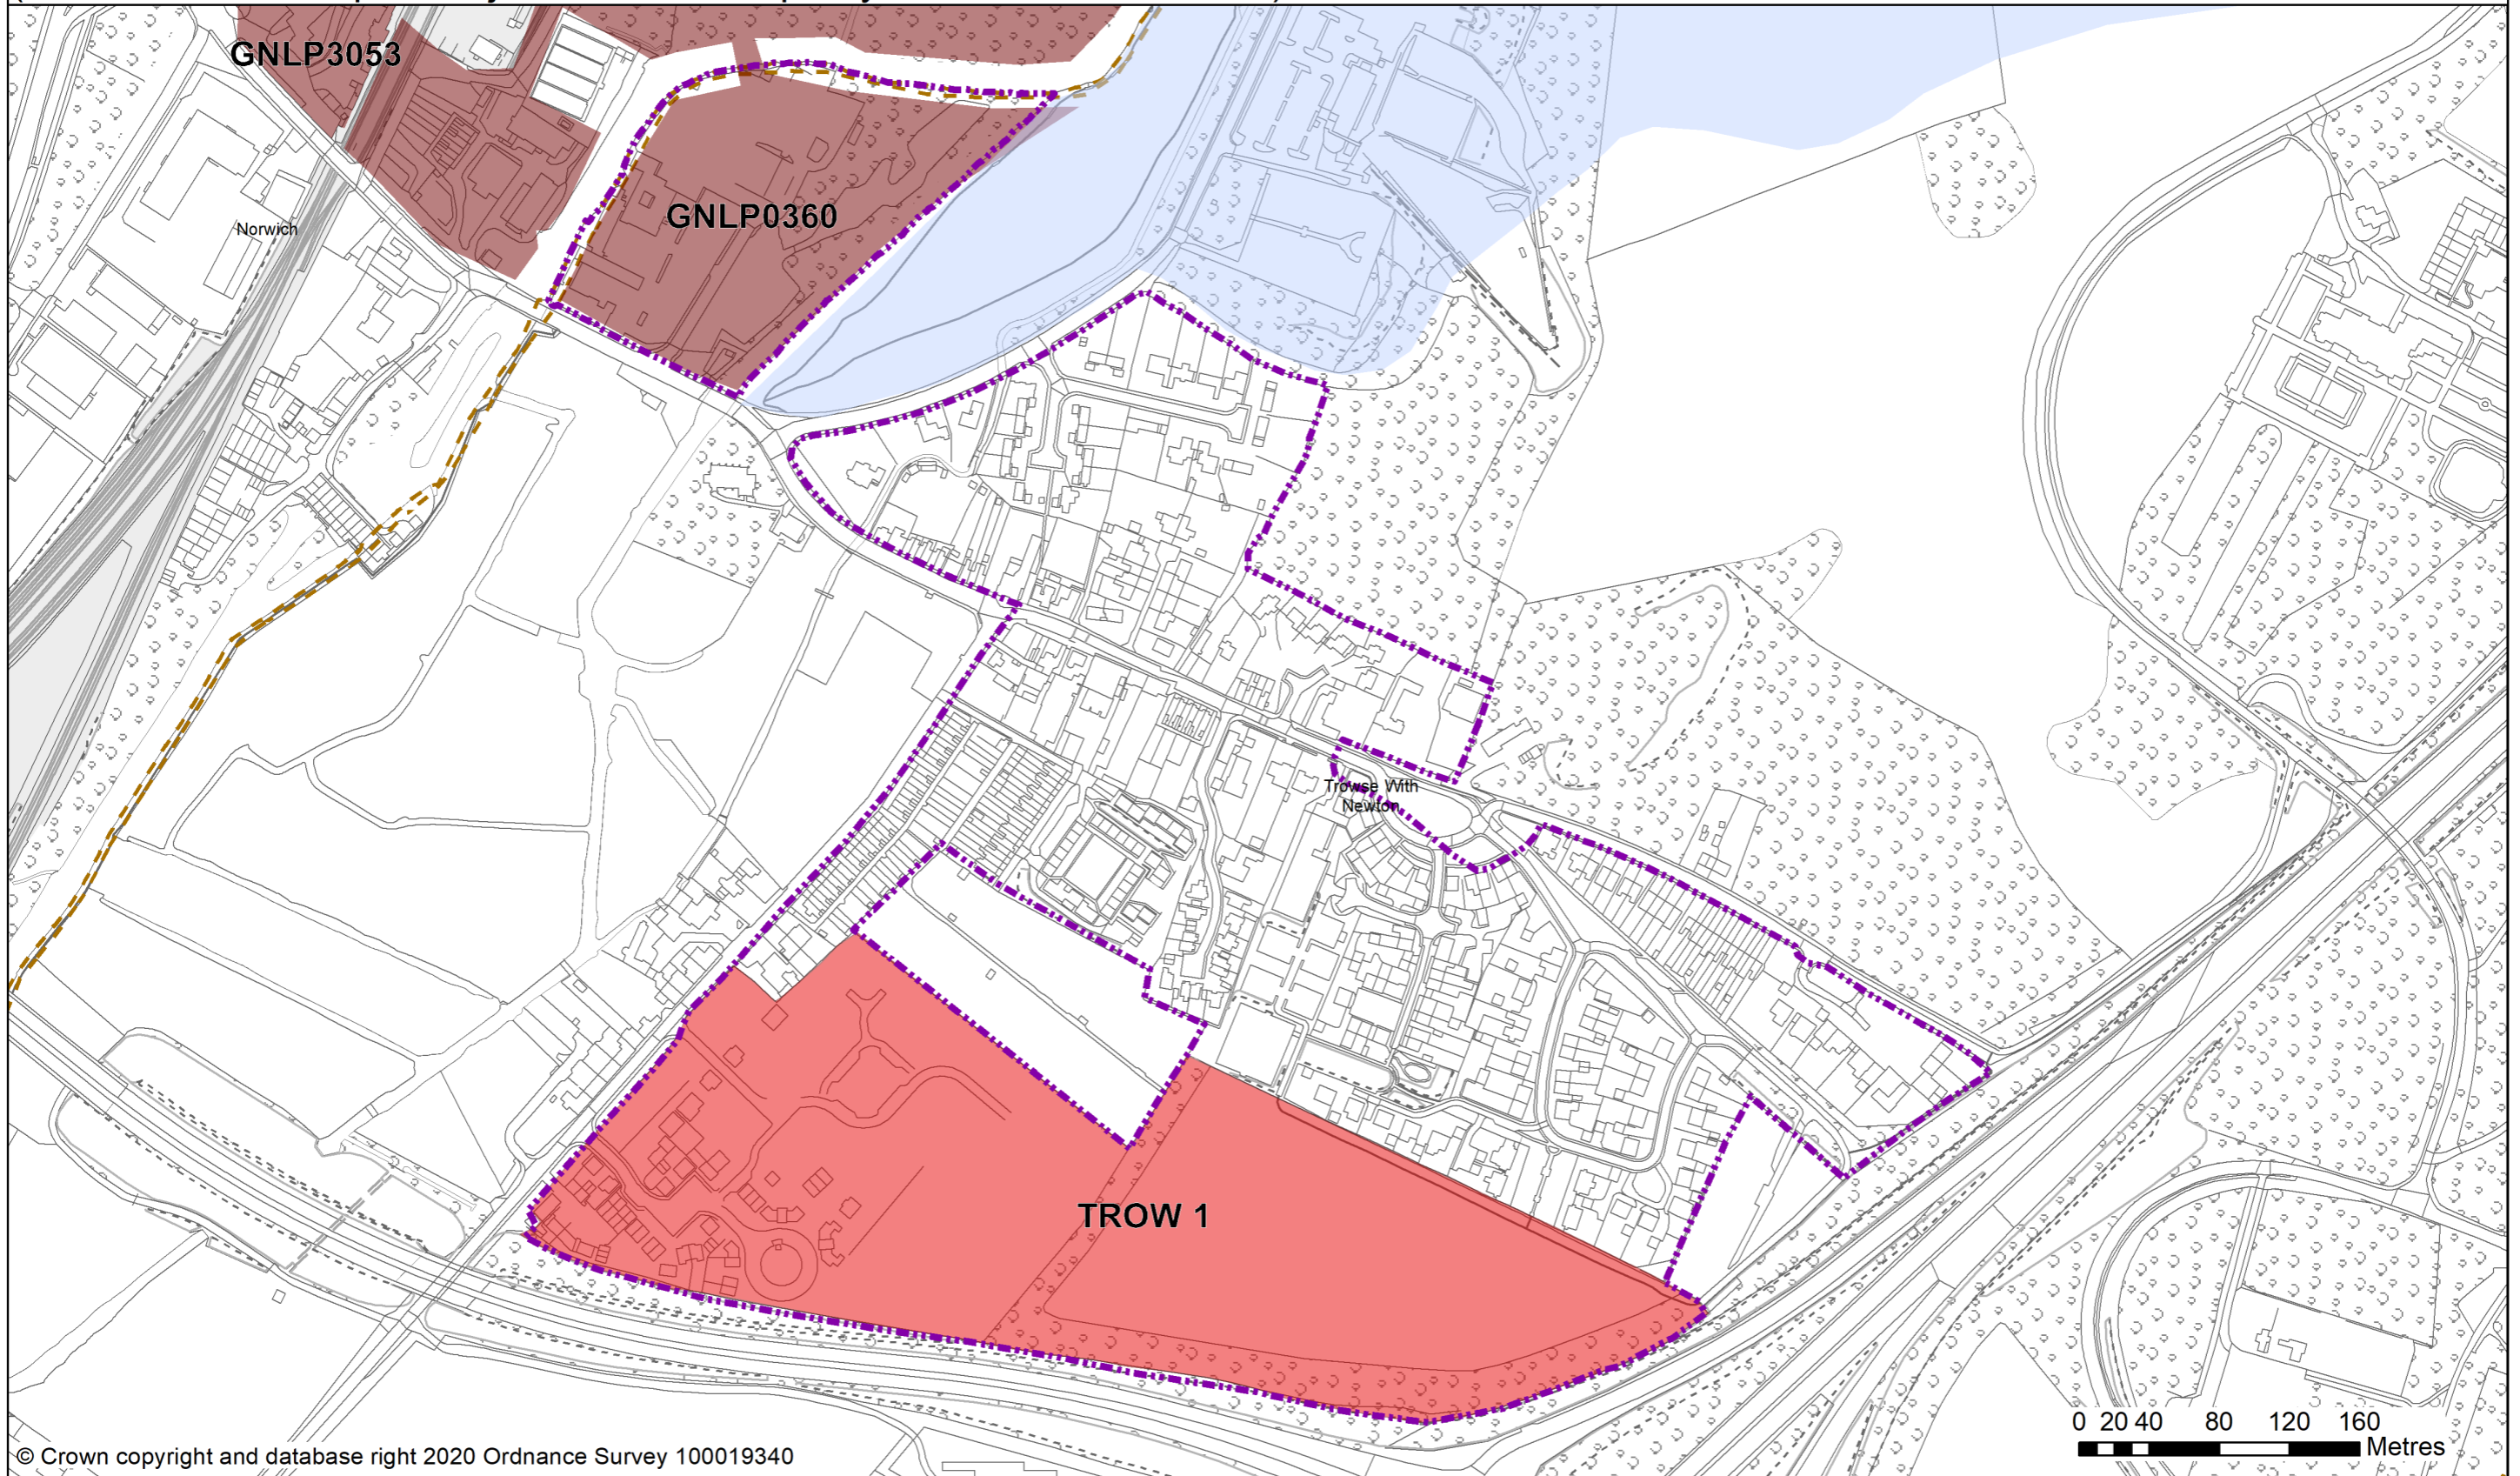 GNLP3053
GNLP0360
Norwich
Trowse With
Newton
TROW 1
0 20 40 80 120 160
Metres
© Crown copyright and database right 2020 Ordnance Survey 100019340